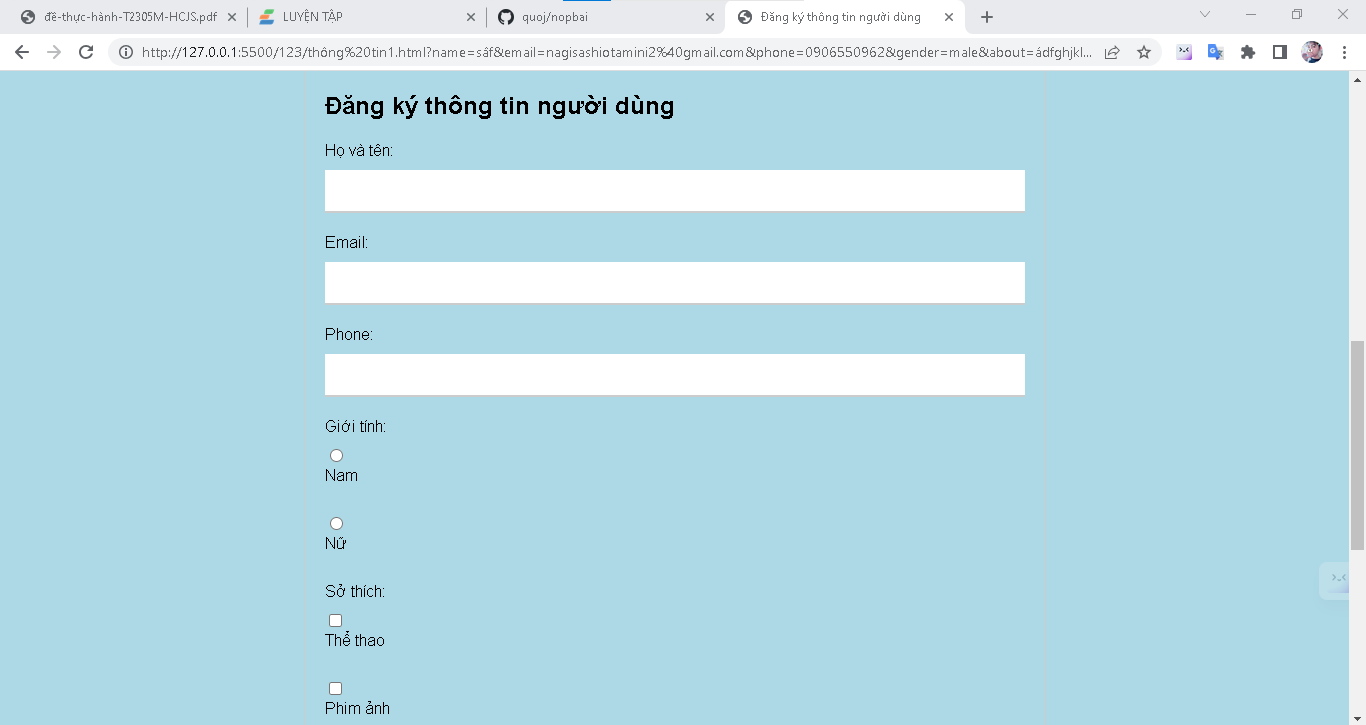 đề-thực-hành-T2305M-HCJS.pdf
LUYỆN TẬP
quoj/nopbai
Đăng ký thông tin người dùng
http://127.0.0.1:5500/123/thông%20tin1.html?name=sâf&email=nagisashiotamini2%40gmail.com&phone=0906550962&gender=male&about=ádfghjkl...
Đăng ký thông tin người dùng
Họ và tên:
Email:
Phone:
Giới tính:
Nam
Nữ
Sở thích:
Thể thao
Phim ảnh